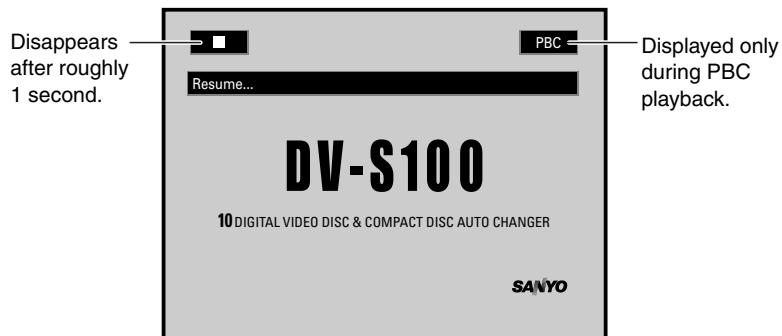 Disappears
after roughly
1 second.
PBC
Displayed only
during PBC
playback.
Resume...
DV-S100
10 DIGITAL VIDEO DISC & COMPACT DISC AUTO CHANGER
SANYO